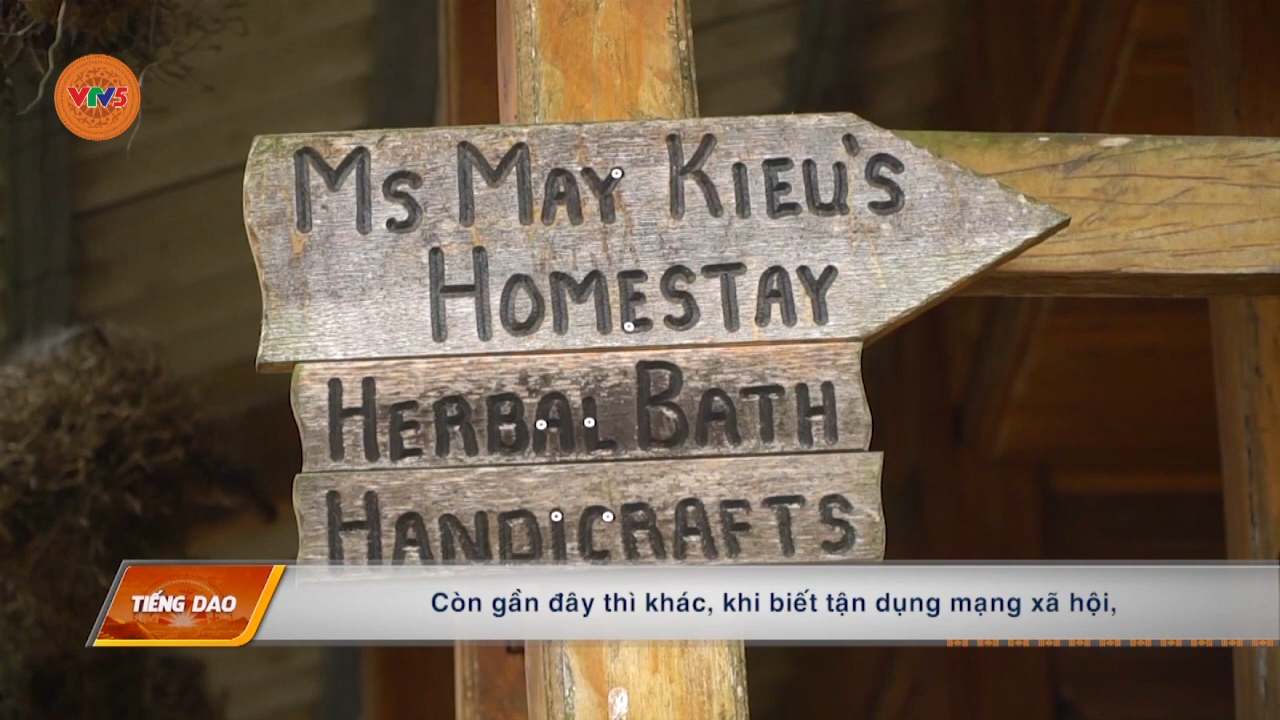 VTV5
Ms May Kieu's
Homestay
Herbal Bath
Handicrafts
TIẾNG DAO
Còn gần đây thì khác, khi biết tận dụng mạng xã hội,